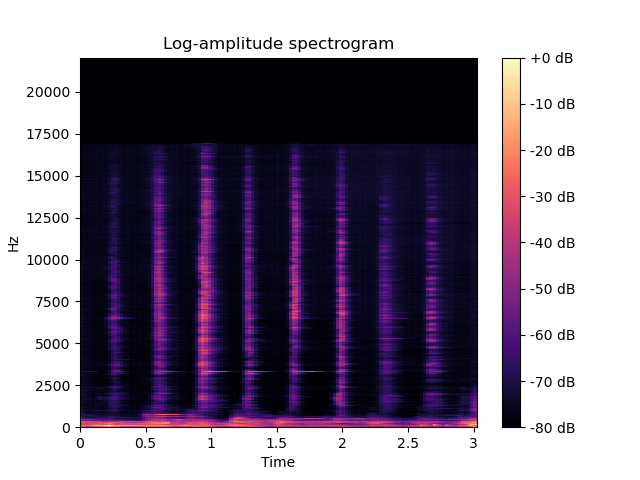 Log-amplitude spectrogram
Hz
20000
17500
15000
12500
10000
7500
5000
2500
0
0 0.5 1 1.5 2 2.5 3
Time
+0 dB
-10 dB
-20 dB
-30 dB
-40 dB
-50 dB
-60 dB
-70 dB
-80 dB